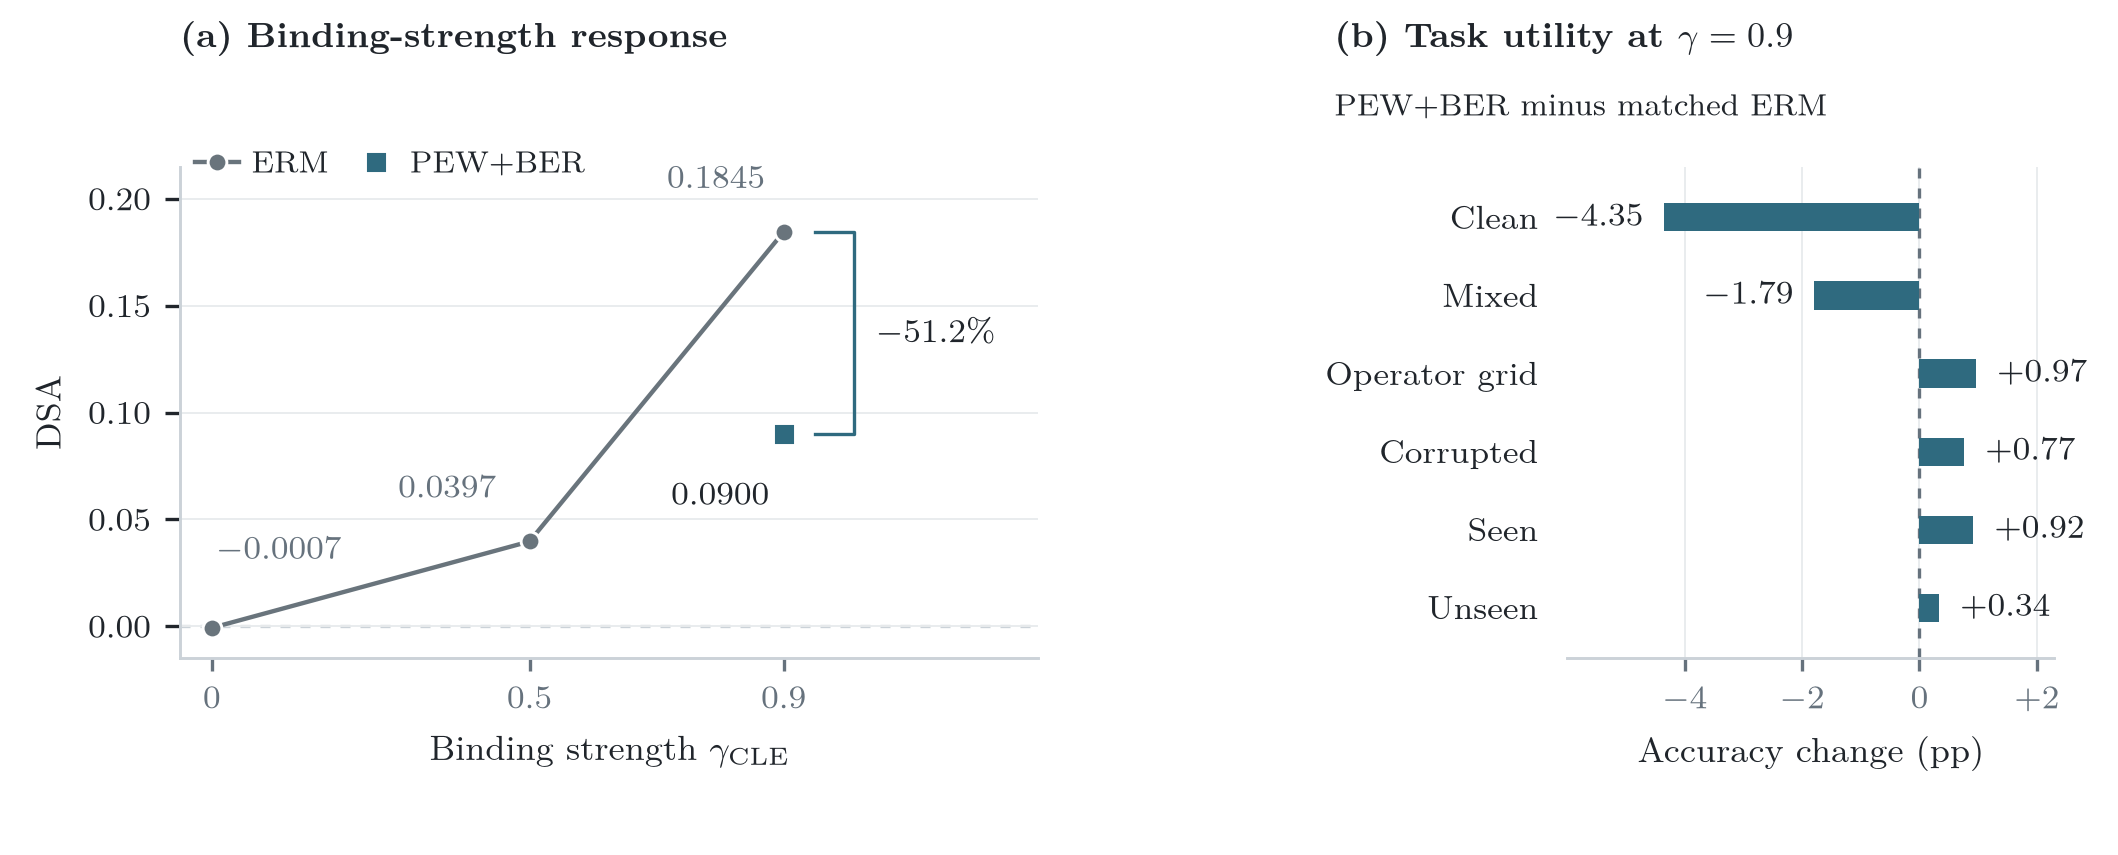 (a) Binding-strength response
ERM
PEW+BER
0.1845
0.20
0.15
−51.2%
0.10
DSA
0.0397
0.0900
0.05
−0.0007
0.00
0
0.5
0.9
Binding strength γCLE
(b) Task utility at γ = 0.9
PEW+BER minus matched ERM
Clean −4.35
Mixed −1.79
Operator grid +0.97
Corrupted +0.77
Seen +0.92
Unseen +0.34
−4 −2 0 +2
Accuracy change (pp)